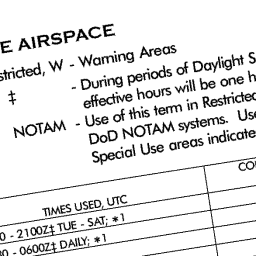 E AIRSPACE
stricted, W - Warning Areas
‡ - During periods of Daylight S
effective hours will be one h
NOTAM - Use of this term in Restricte
DoD NOTAM systems. Use
Special Use areas indicate
CO
TIMES USED, UTC
0 - 2100Z‡ TUE - SAT; *1
0 - 0600Z‡ DAILY; *1